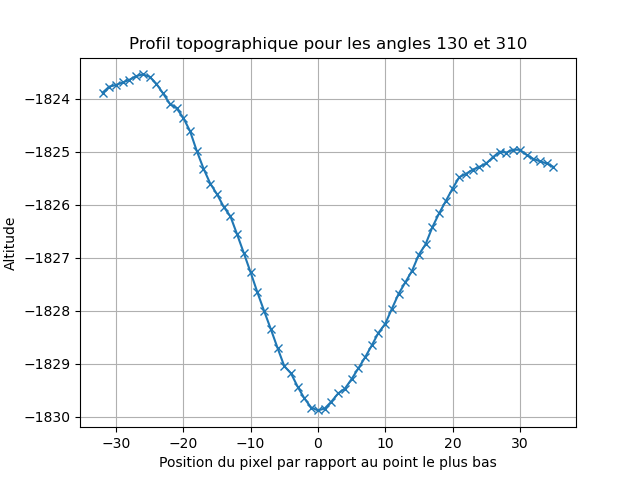 Profil topographique pour les angles 130 et 310
Altitude
−1824
−1825
−1826
−1827
−1828
−1829
−1830
−30 −20 −10 0 10 20 30
Position du pixel par rapport au point le plus bas